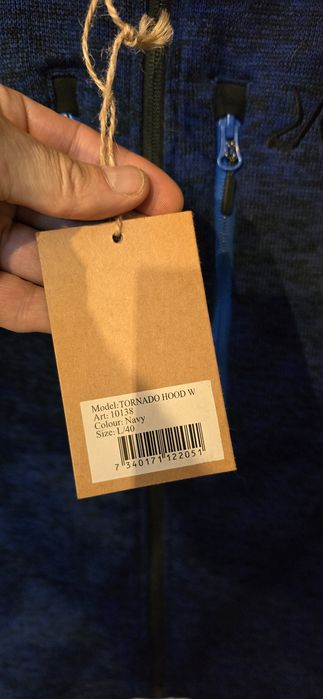 Model: TORNADO HOOD W
Art: 10138
Colour: Navy
Size: L/40
7 340171 122051